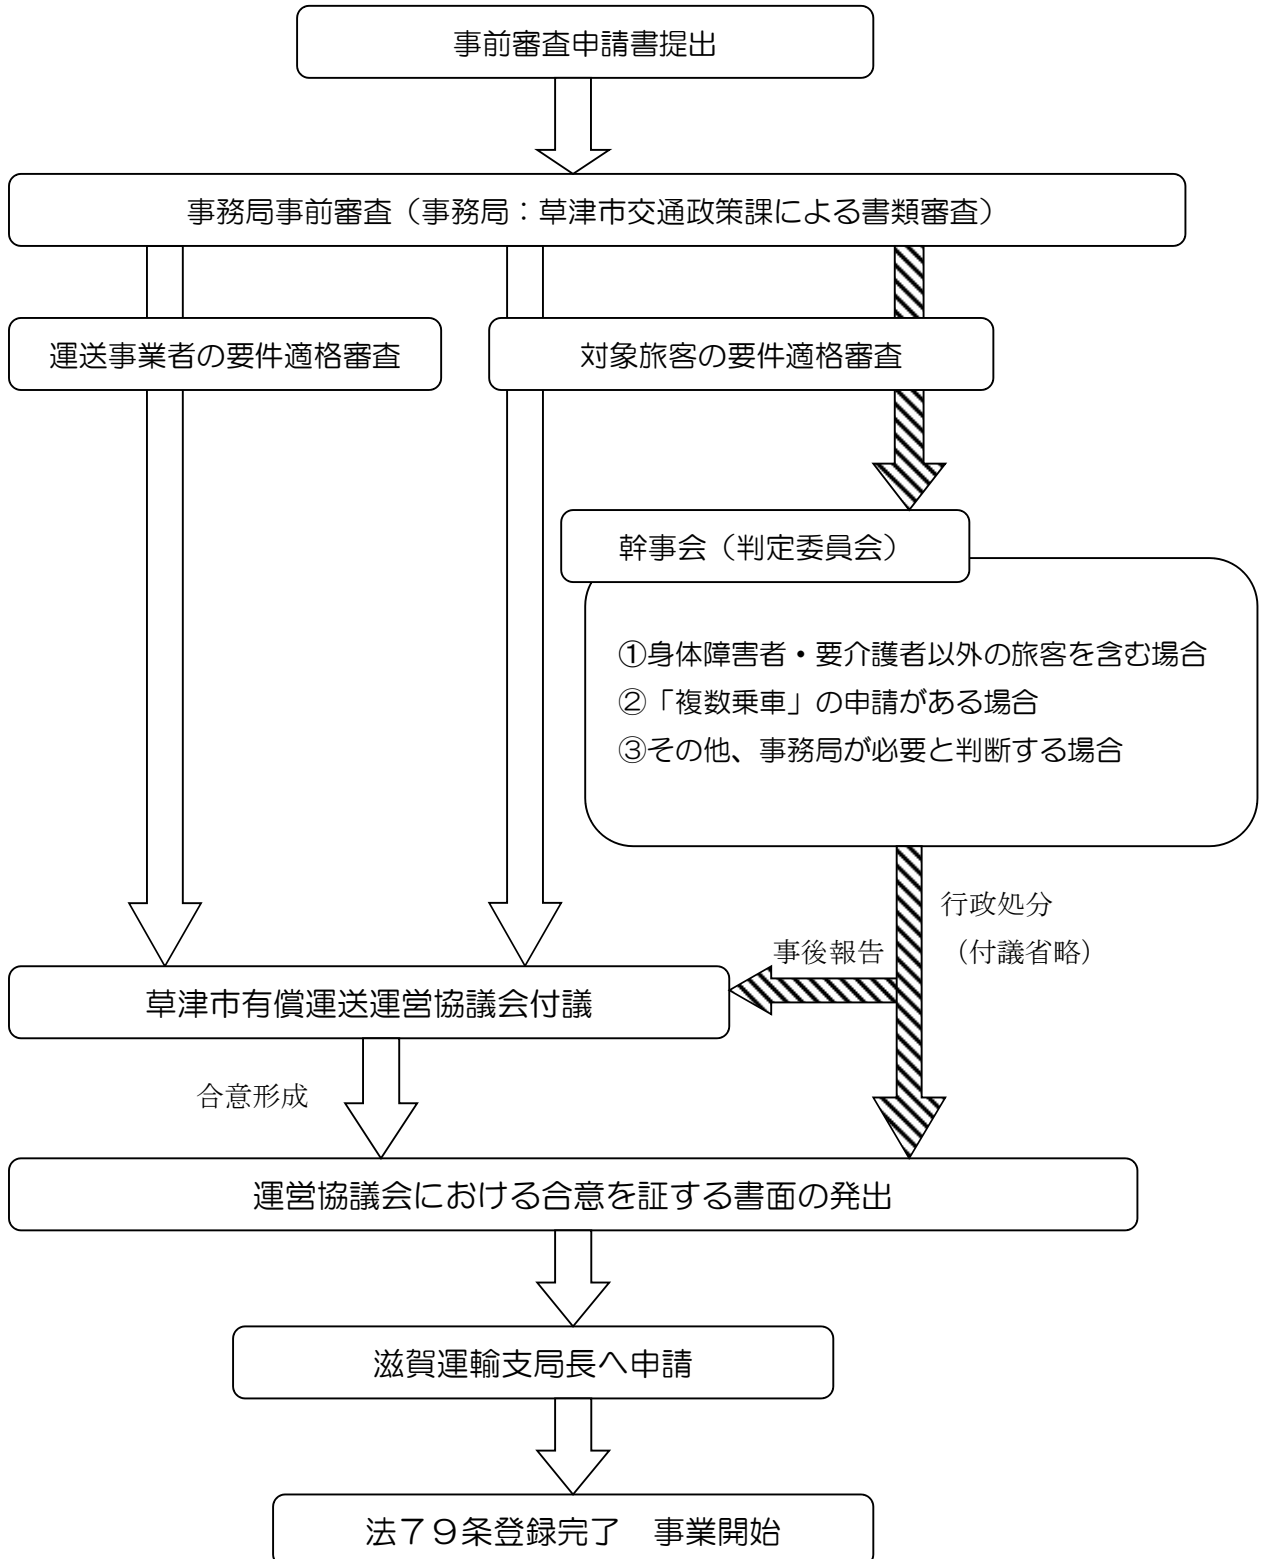 事前審査申請書提出
事務局事前審査（事務局：草津市交通政策課による書類審査）
運送事業者の要件適格審査
対象旅客の要件適格審査
幹事会（判定委員会）
①身体障害者・要介護者以外の旅客を含む場合
②「複数乗車」の申請がある場合
③その他、事務局が必要と判断する場合
行政処分
（付議省略）
事後報告
草津市有償運送運営協議会付議
合意形成
運営協議会における合意を証する書面の発出
滋賀運輸支局長へ申請
法７９条登録完了　事業開始